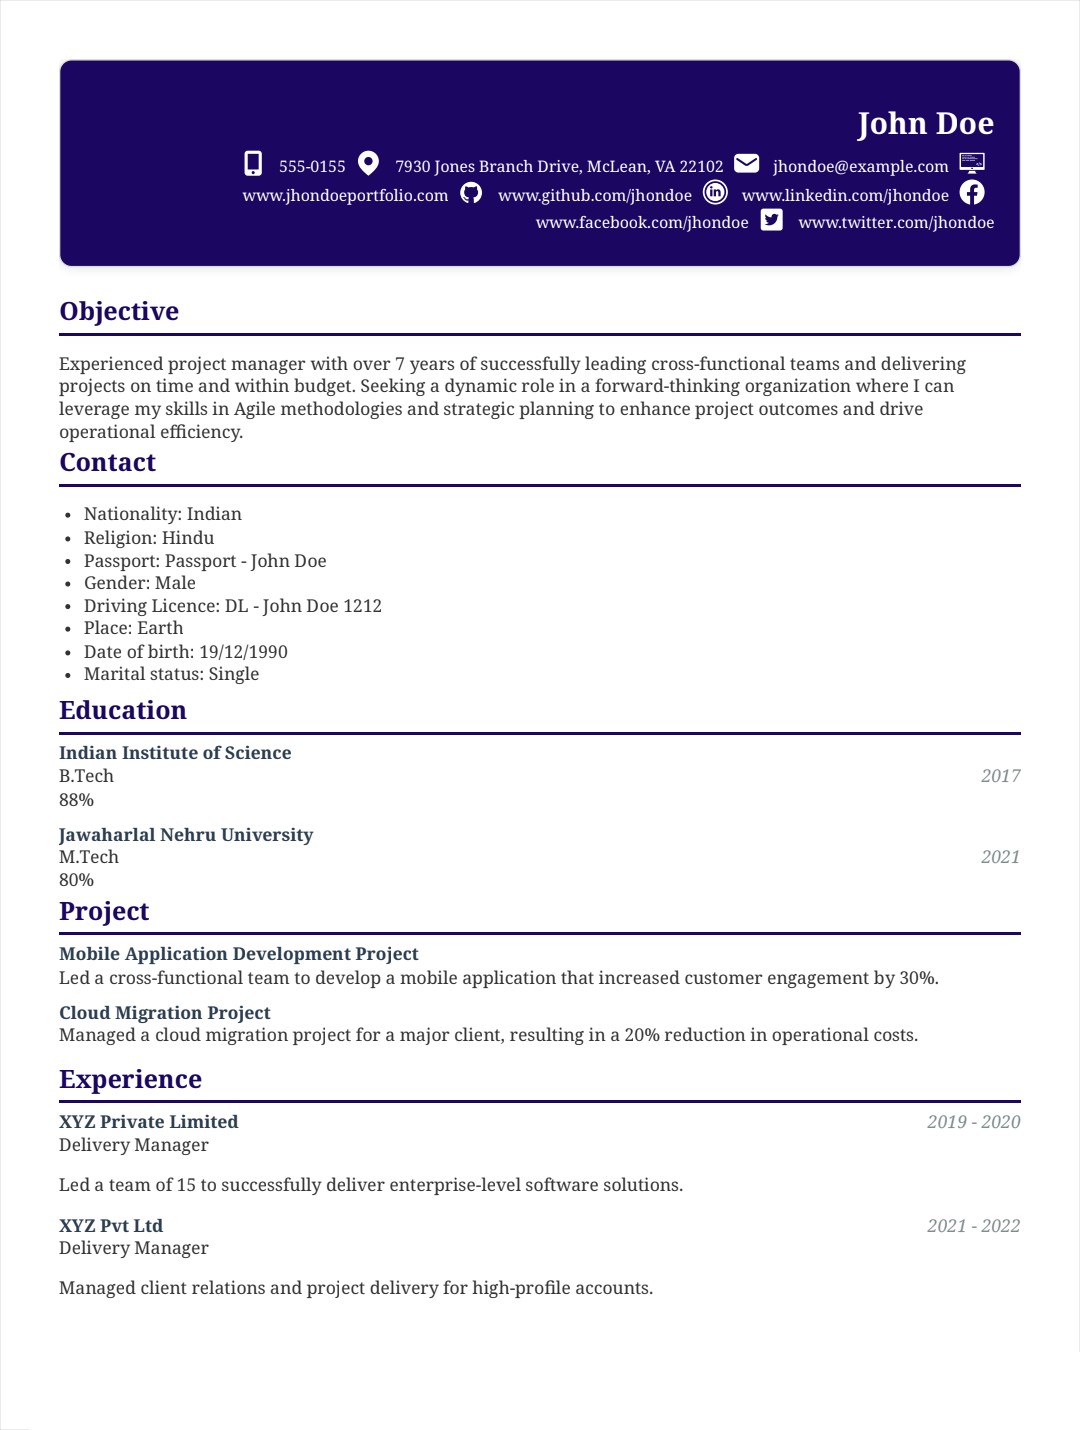 John Doe
555-0155 7930 Jones Branch Drive, McLean, VA 22102 jhondoe@example.com
www.jhondoeportfolio.com www.github.com/jhondoe www.linkedin.com/jhondoe
www.facebook.com/jhondoe www.twitter.com/jhondoe
Objective
Experienced project manager with over 7 years of successfully leading cross-functional teams and delivering
projects on time and within budget. Seeking a dynamic role in a forward-thinking organization where I can
leverage my skills in Agile methodologies and strategic planning to enhance project outcomes and drive
operational efficiency.
Contact
• Nationality: Indian
• Religion: Hindu
• Passport: Passport - John Doe
• Gender: Male
• Driving Licence: DL - John Doe 1212
• Place: Earth
• Date of birth: 19/12/1990
• Marital status: Single
Education
Indian Institute of Science
B.Tech 2017
88%
Jawaharlal Nehru University
M.Tech 2021
80%
Project
Mobile Application Development Project
Led a cross-functional team to develop a mobile application that increased customer engagement by 30%.
Cloud Migration Project
Managed a cloud migration project for a major client, resulting in a 20% reduction in operational costs.
Experience
XYZ Private Limited 2019 - 2020
Delivery Manager
Led a team of 15 to successfully deliver enterprise-level software solutions.
XYZ Pvt Ltd 2021 - 2022
Delivery Manager
Managed client relations and project delivery for high-profile accounts.